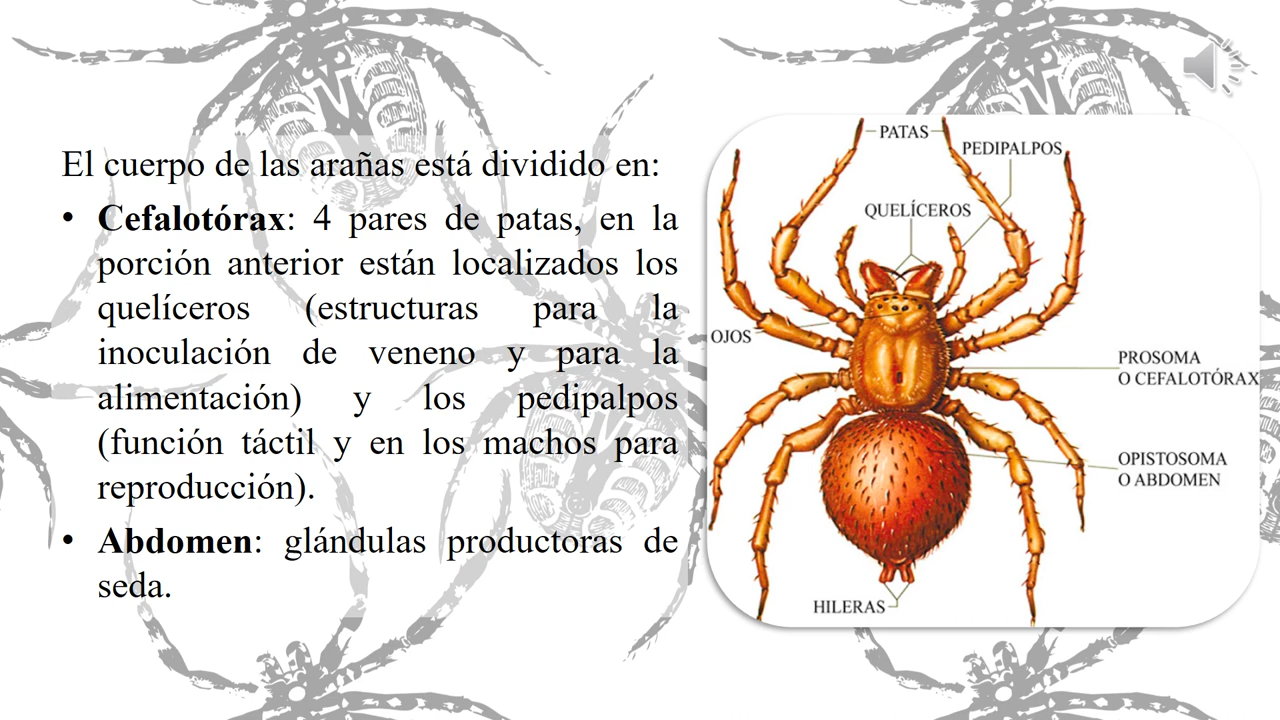 El cuerpo de las arañas está dividido en:
• Cefalotórax: 4 pares de patas, en la
porción anterior están localizados los
quelíceros (estructuras para la
inoculación de veneno y para la
alimentación) y los pedipalpos
(función táctil y en los machos para
reproducción).
• Abdomen: glándulas productoras de
seda.
PATAS
PEDIPALPOS
QUELÍCEROS
OJOS
PROSOMA
O CEFALOTÓRAX
OPISTOSOMA
O ABDOMEN
HILERAS